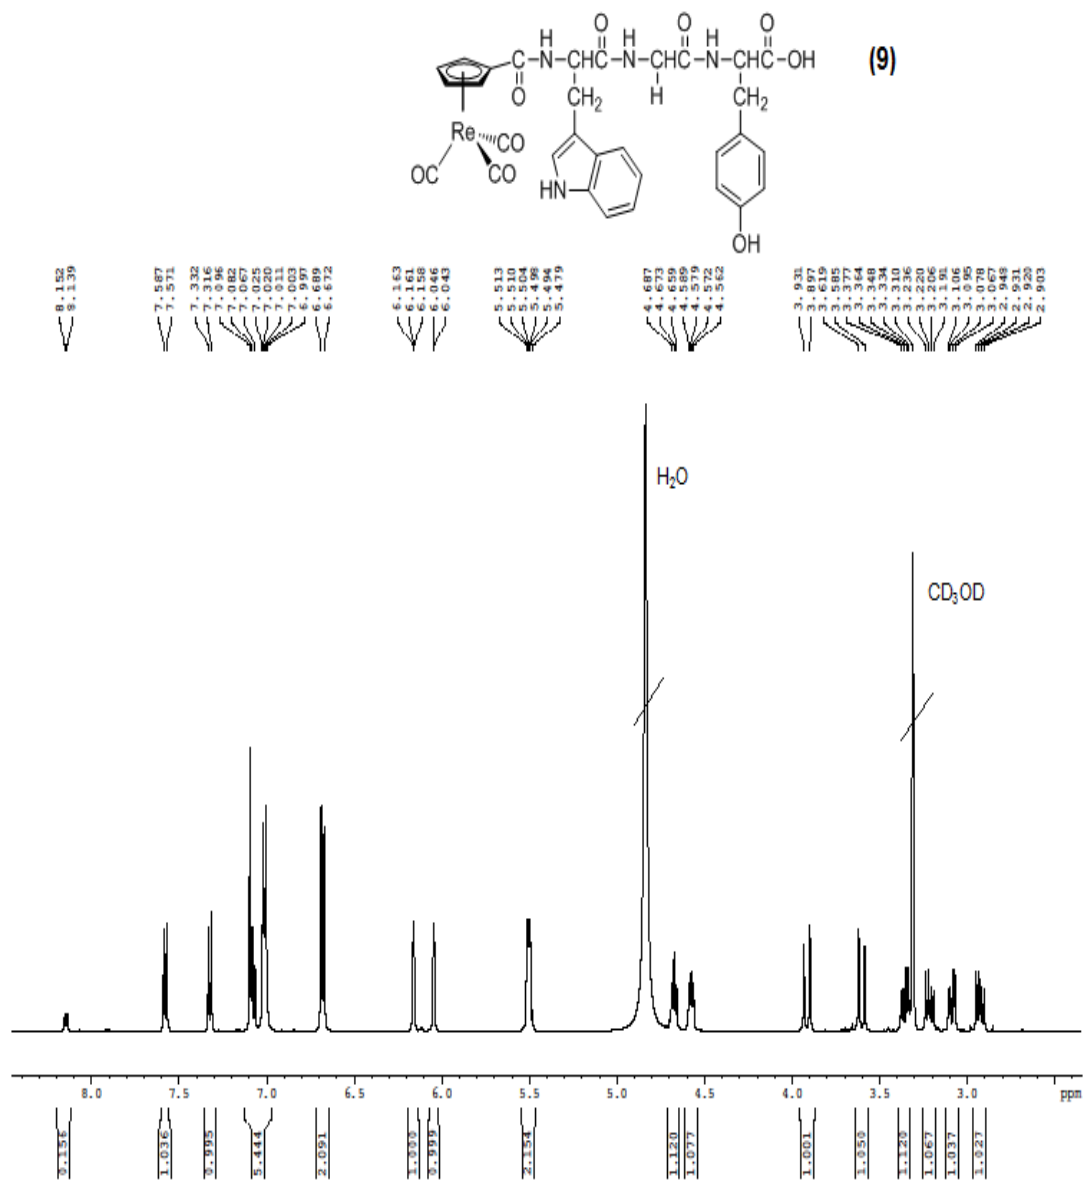 O H O H O O
C-N-CH-C-N-CH-C-N-CH-C-OH (9)
O CH2 H CH2
Re CO
OC CO
HN
OH
8.152 8.139 7.587 7.571 7.332 7.316 7.096 7.082 7.067 7.025 7.020 7.011 7.003 6.997 6.689 6.672 6.163 6.161 6.158 6.046 6.043 5.513 5.510 5.504 5.498 5.494 5.479 4.687 4.673 4.659 4.589 4.579 4.572 4.562 3.931 3.897 3.619 3.585 3.377 3.364 3.348 3.334 3.310 3.236 3.220 3.206 3.191 3.106 3.095 3.078 3.067 2.948 2.931 2.920 2.903
H2O
CD3OD
8.0 7.5 7.0 6.5 6.0 5.5 5.0 4.5 4.0 3.5 3.0 ppm
0.156 1.036 0.995 5.444 2.091 1.000 0.999 2.154 1.120 1.077 1.001 1.050 1.120 1.067 1.037 1.027